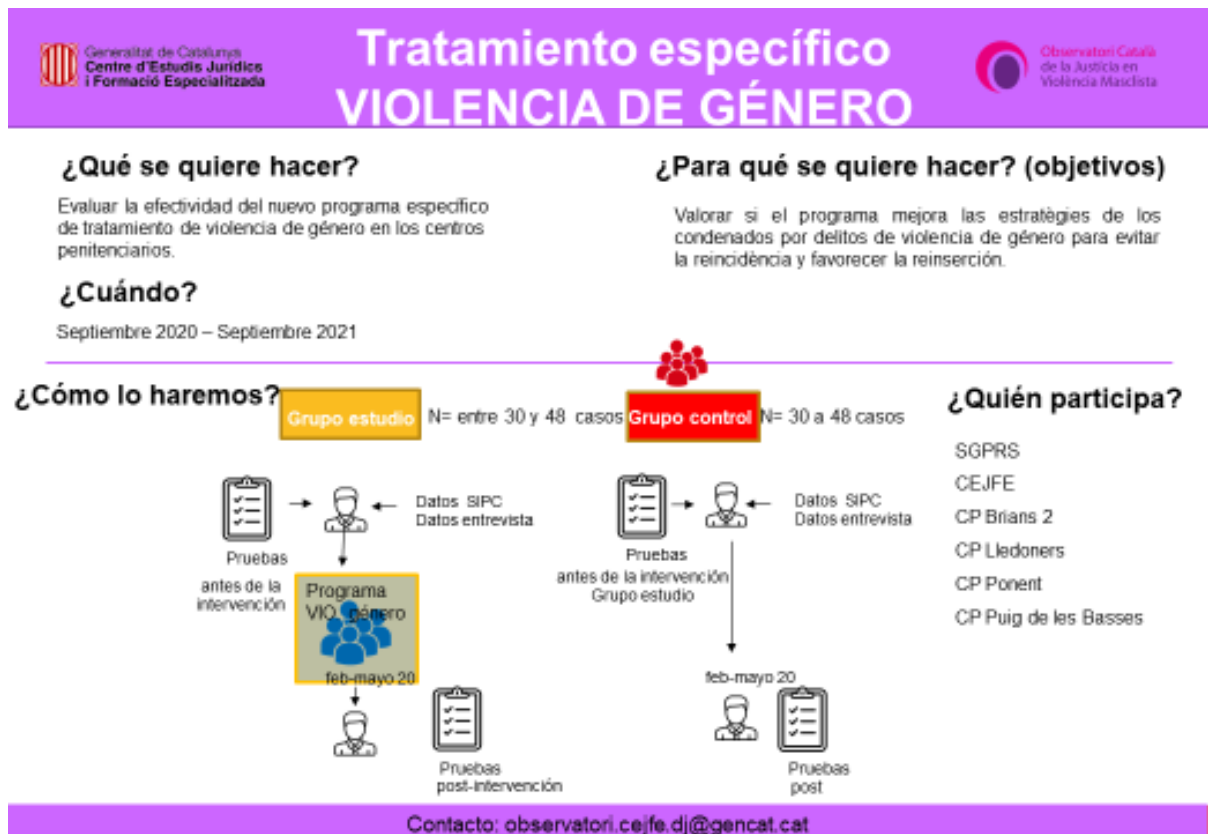 Generalitat de Catalunya
Centre d'Estudis Jurídics
i Formació Especialitzada
Tratamiento específico
VIOLENCIA DE GÉNERO
Observatori Català
de la Justícia en
Violència Masclista
¿Qué se quiere hacer?
Evaluar la efectividad del nuevo programa específico
de tratamiento de violencia de género en los centros
penitenciarios.
¿Cuándo?
Septiembre 2020 – Septiembre 2021
¿Para qué se quiere hacer? (objetivos)
Valorar si el programa mejora las estratègies de los
condenados por delitos de violencia de género para evitar
la reincidència y favorecer la reinserción.
¿Cómo lo haremos?
Grupo estudio
N= entre 30 y 48 casos
Datos SIPC
Datos entrevista
Pruebas
antes de la
intervención
Programa
VIO. género
feb-mayo 20
Pruebas
post-intervención
Grupo control
N= 30 a 48 casos
Datos SIPC
Datos entrevista
Pruebas
antes de la intervención
Grupo estudio
feb-mayo 20
Pruebas
post
¿Quién participa?
SGPRS
CEJFE
CP Brians 2
CP Lledoners
CP Ponent
CP Puig de les Basses
Contacto: observatori.cejfe.dj@gencat.cat